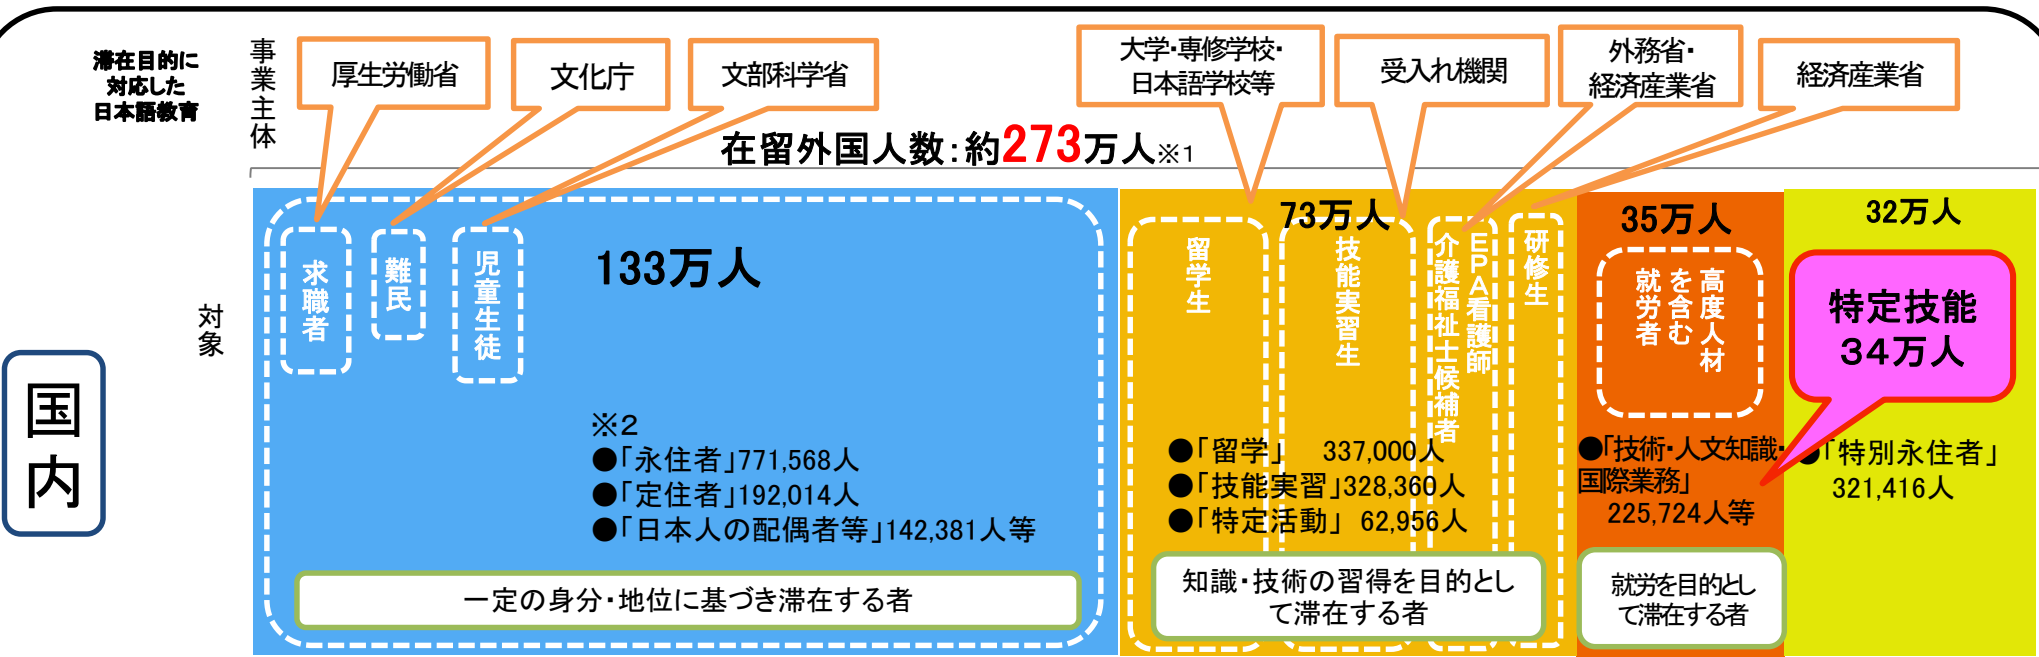 滞在目的に
対応した
日本語教育
事業主体
厚生労働省
文化庁
文部科学省
大学・専修学校・
日本語学校等
受入れ機関
外務省・
経済産業省
経済産業省
在留外国人数：約273万人※1
対象
国内
133万人
求職者
難民
児童生徒
※2
●「永住者」771,568人
●「定住者」192,014人
●「日本人の配偶者等」142,381人等
一定の身分・地位に基づき滞在する者
73万人
留学生
技能実習生
EPA看護師
介護福祉士候補者
研修生
●「留学」 337,000人
●「技能実習」328,360人
●「特定活動」 62,956人
知識・技術の習得を目的とし
て滞在する者
35万人
高度人材
を含む
就労者
●「技術・人文知識・
国際業務」
225,724人等
就労を目的とし
て滞在する者
32万人
特定技能
34万人
●「特別永住者」
321,416人